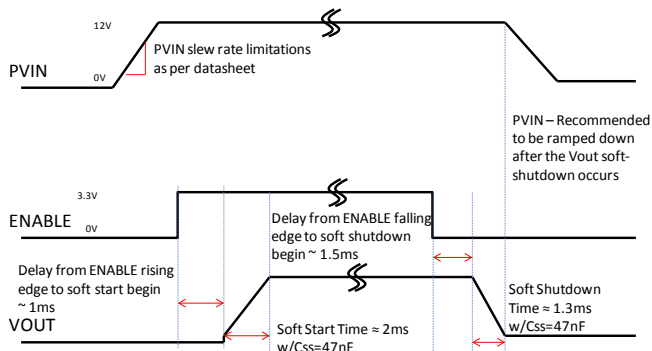 12V
PVIN slew rate limitations
as per datasheet
PVIN
0V
PVIN – Recommended
to be ramped down
after the Vout soft-
shutdown occurs
3.3V
ENABLE
0V
Delay from ENABLE falling
edge to soft shutdown
begin ~ 1.5ms
Delay from ENABLE rising
edge to soft start begin
~ 1ms
VOUT
Soft Start Time ≈ 2ms
w/Css=47nF
Soft Shutdown
Time ≈ 1.3ms
w/Css=47nF